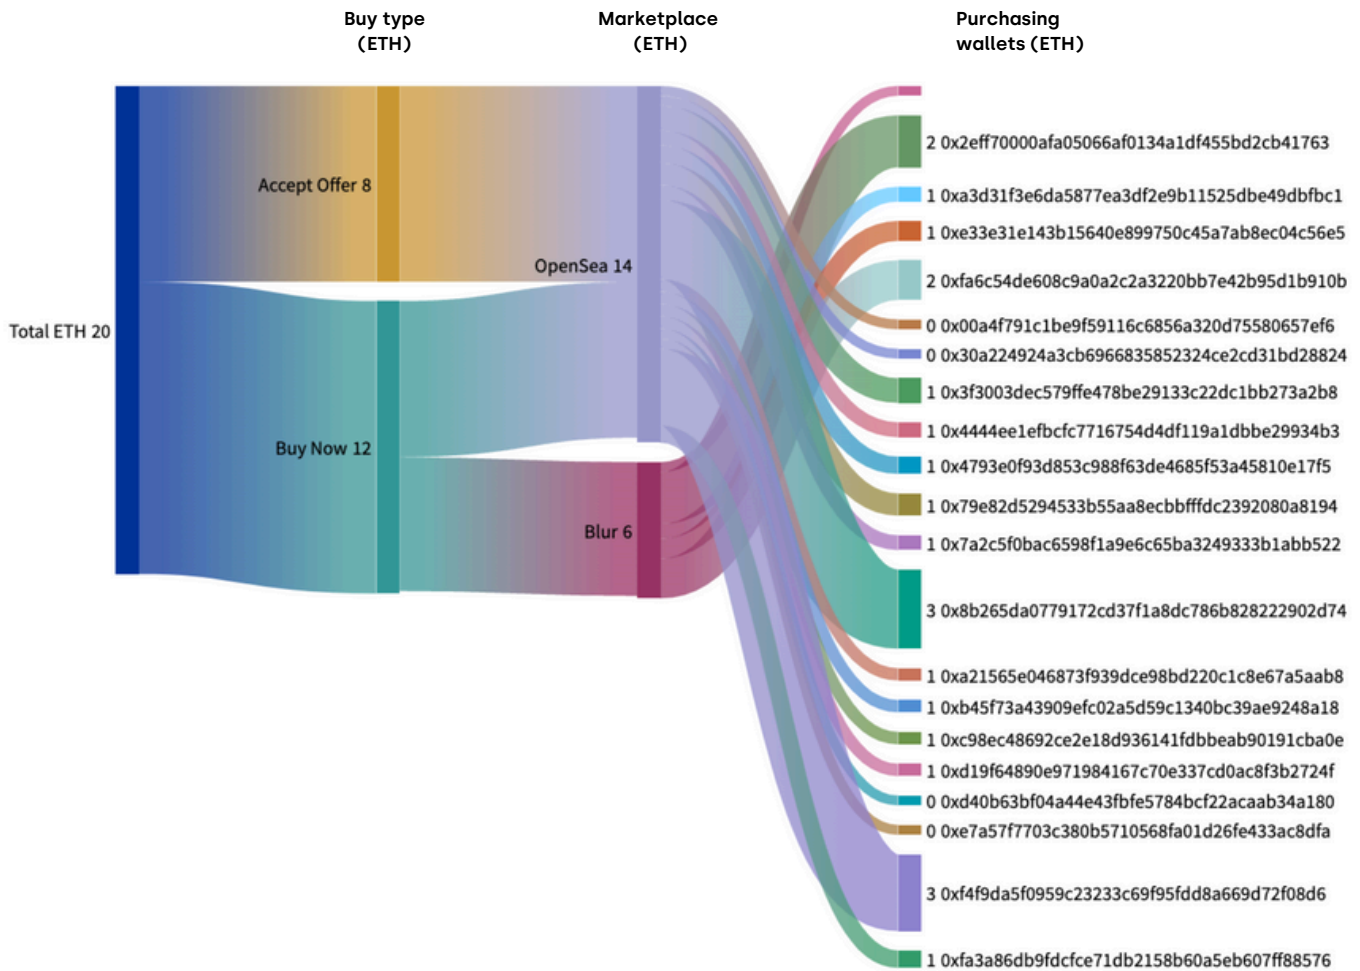 Buy type
(ETH)
Marketplace
(ETH)
Purchasing
wallets (ETH)
Total ETH 20
Accept Offer 8
Buy Now 12
OpenSea 14
Blur 6
2 0x2eff70000afa05066af0134a1df455bd2cb41763
1 0xa3d31f3e6da5877ea3df2e9b11525dbe49dbfbc1
1 0xe33e31e143b15640e899750c45a7ab8ec04c56e5
2 0xfa6c54de608c9a0a2c2a3220bb7e42b95d1b910b
0 0x00a4f791c1be9f59116c6856a320d75580657ef6
0 0x30a224924a3cb6966835852324ce2cd31bd28824
1 0x3f3003dec579ffe478be29133c22dc1bb273a2b8
1 0x4444ee1efbcfc7716754d4df119a1dbbe29934b3
1 0x4793e0f93d853c988f63de4685f53a45810e17f5
1 0x79e82d5294533b55aa8ecbbfffdc2392080a8194
1 0x7a2c5f0bac6598f1a9e6c65ba3249333b1abb522
3 0x8b265da0779172cd37f1a8dc786b828222902d74
1 0xa21565e046873f939dce98bd220c1c8e67a5aab8
1 0xb45f73a43909efc02a5d59c1340bc39ae9248a18
1 0xc98ec48692ce2e18d936141fdbbeab90191cba0e
1 0xd19f64890e971984167c70e337cd0ac8f3b2724f
0 0xd40b63bf04a44e43fbfe5784bcf22acaab34a180
0 0xe7a57f7703c380b5710568fa01d26fe433ac8dfa
3 0xf4f9da5f0959c23233c69f95fdd8a669d72f08d6
1 0xfa3a86db9fdcfce71db2158b60a5eb607ff88576